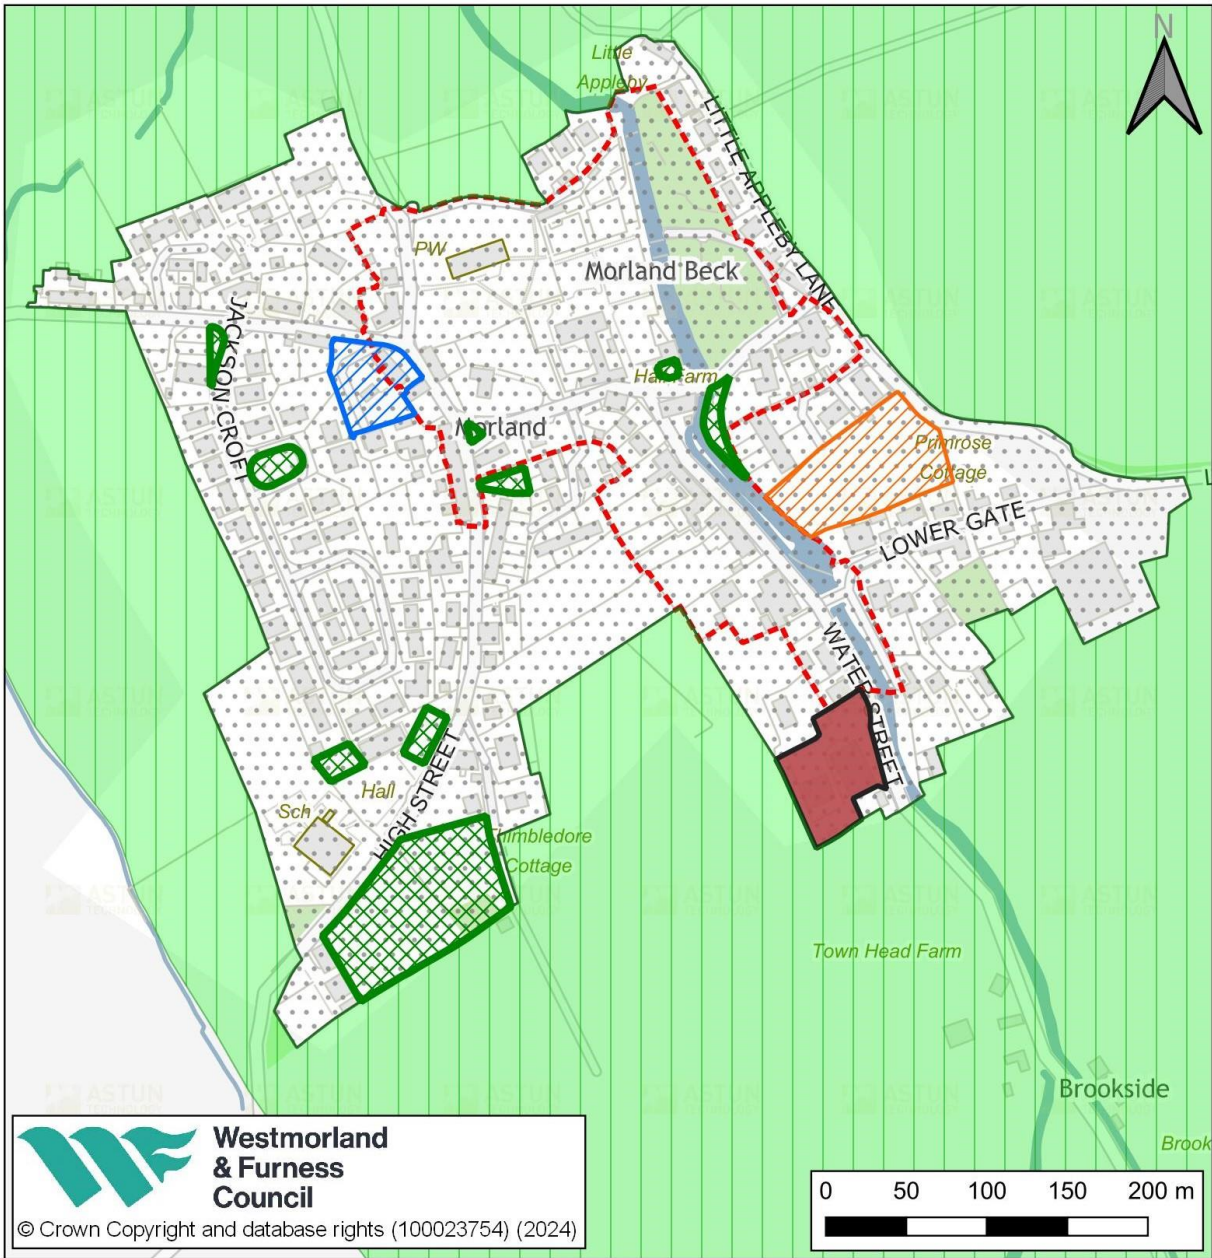 N
Little
Appleby
LITTLE APPLEBY LANE
PW
Morland Beck
JACKSON CROFT
Hall Farm
Morland
Primrose
Cottage
L
LOWER GATE
WATER STREET
Hall
Sch
HIGH STREET
Thimbledore
Cottage
Town Head Farm
Brookside
Brook
ASTUN
TECHNOLOGY
Westmorland
& Furness
Council
© Crown Copyright and database rights (100023754) (2024)
0 50 100 150 200 m